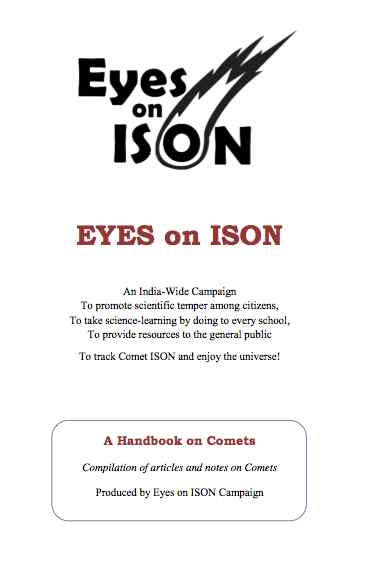 Eyes
on
ISON
EYES on ISON
An India-Wide Campaign
To promote scientific temper among citizens,
To take science-learning by doing to every school,
To provide resources to the general public
To track Comet ISON and enjoy the universe!
A Handbook on Comets
Compilation of articles and notes on Comets
Produced by Eyes on ISON Campaign